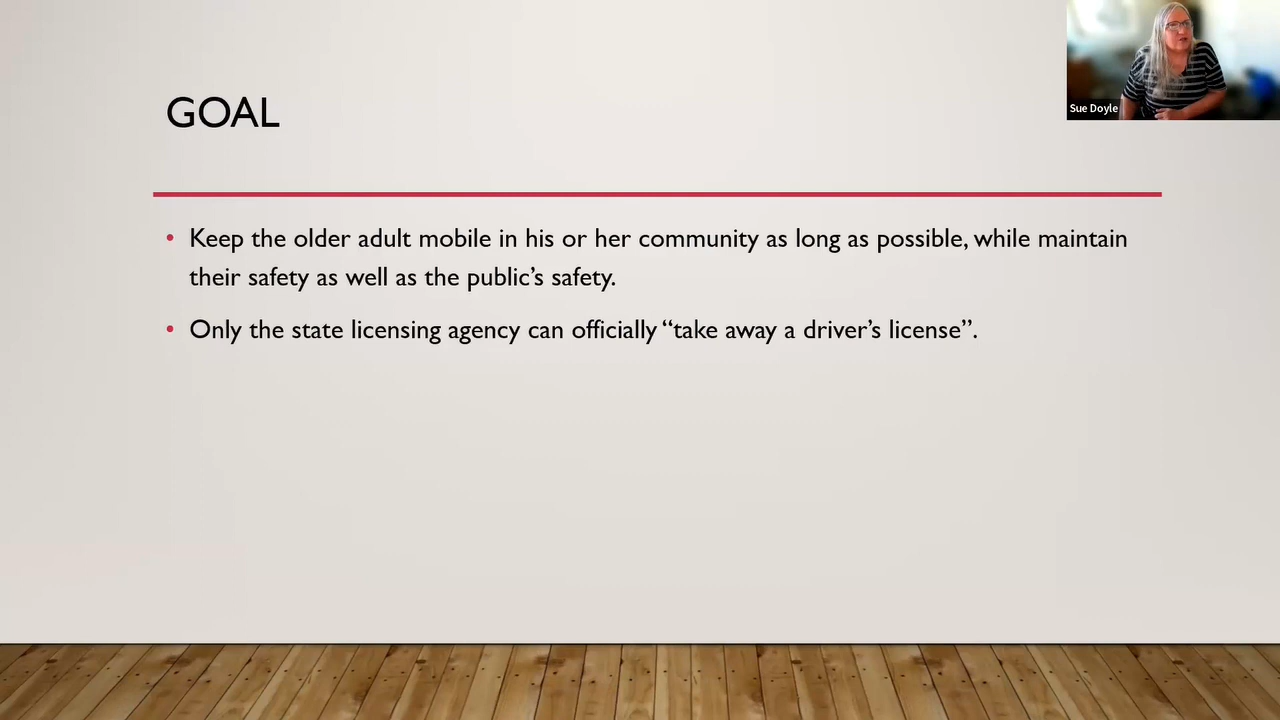 GOAL
Sue Doyle
• Keep the older adult mobile in his or her community as long as possible, while maintain
their safety as well as the public’s safety.
• Only the state licensing agency can officially “take away a driver’s license”.